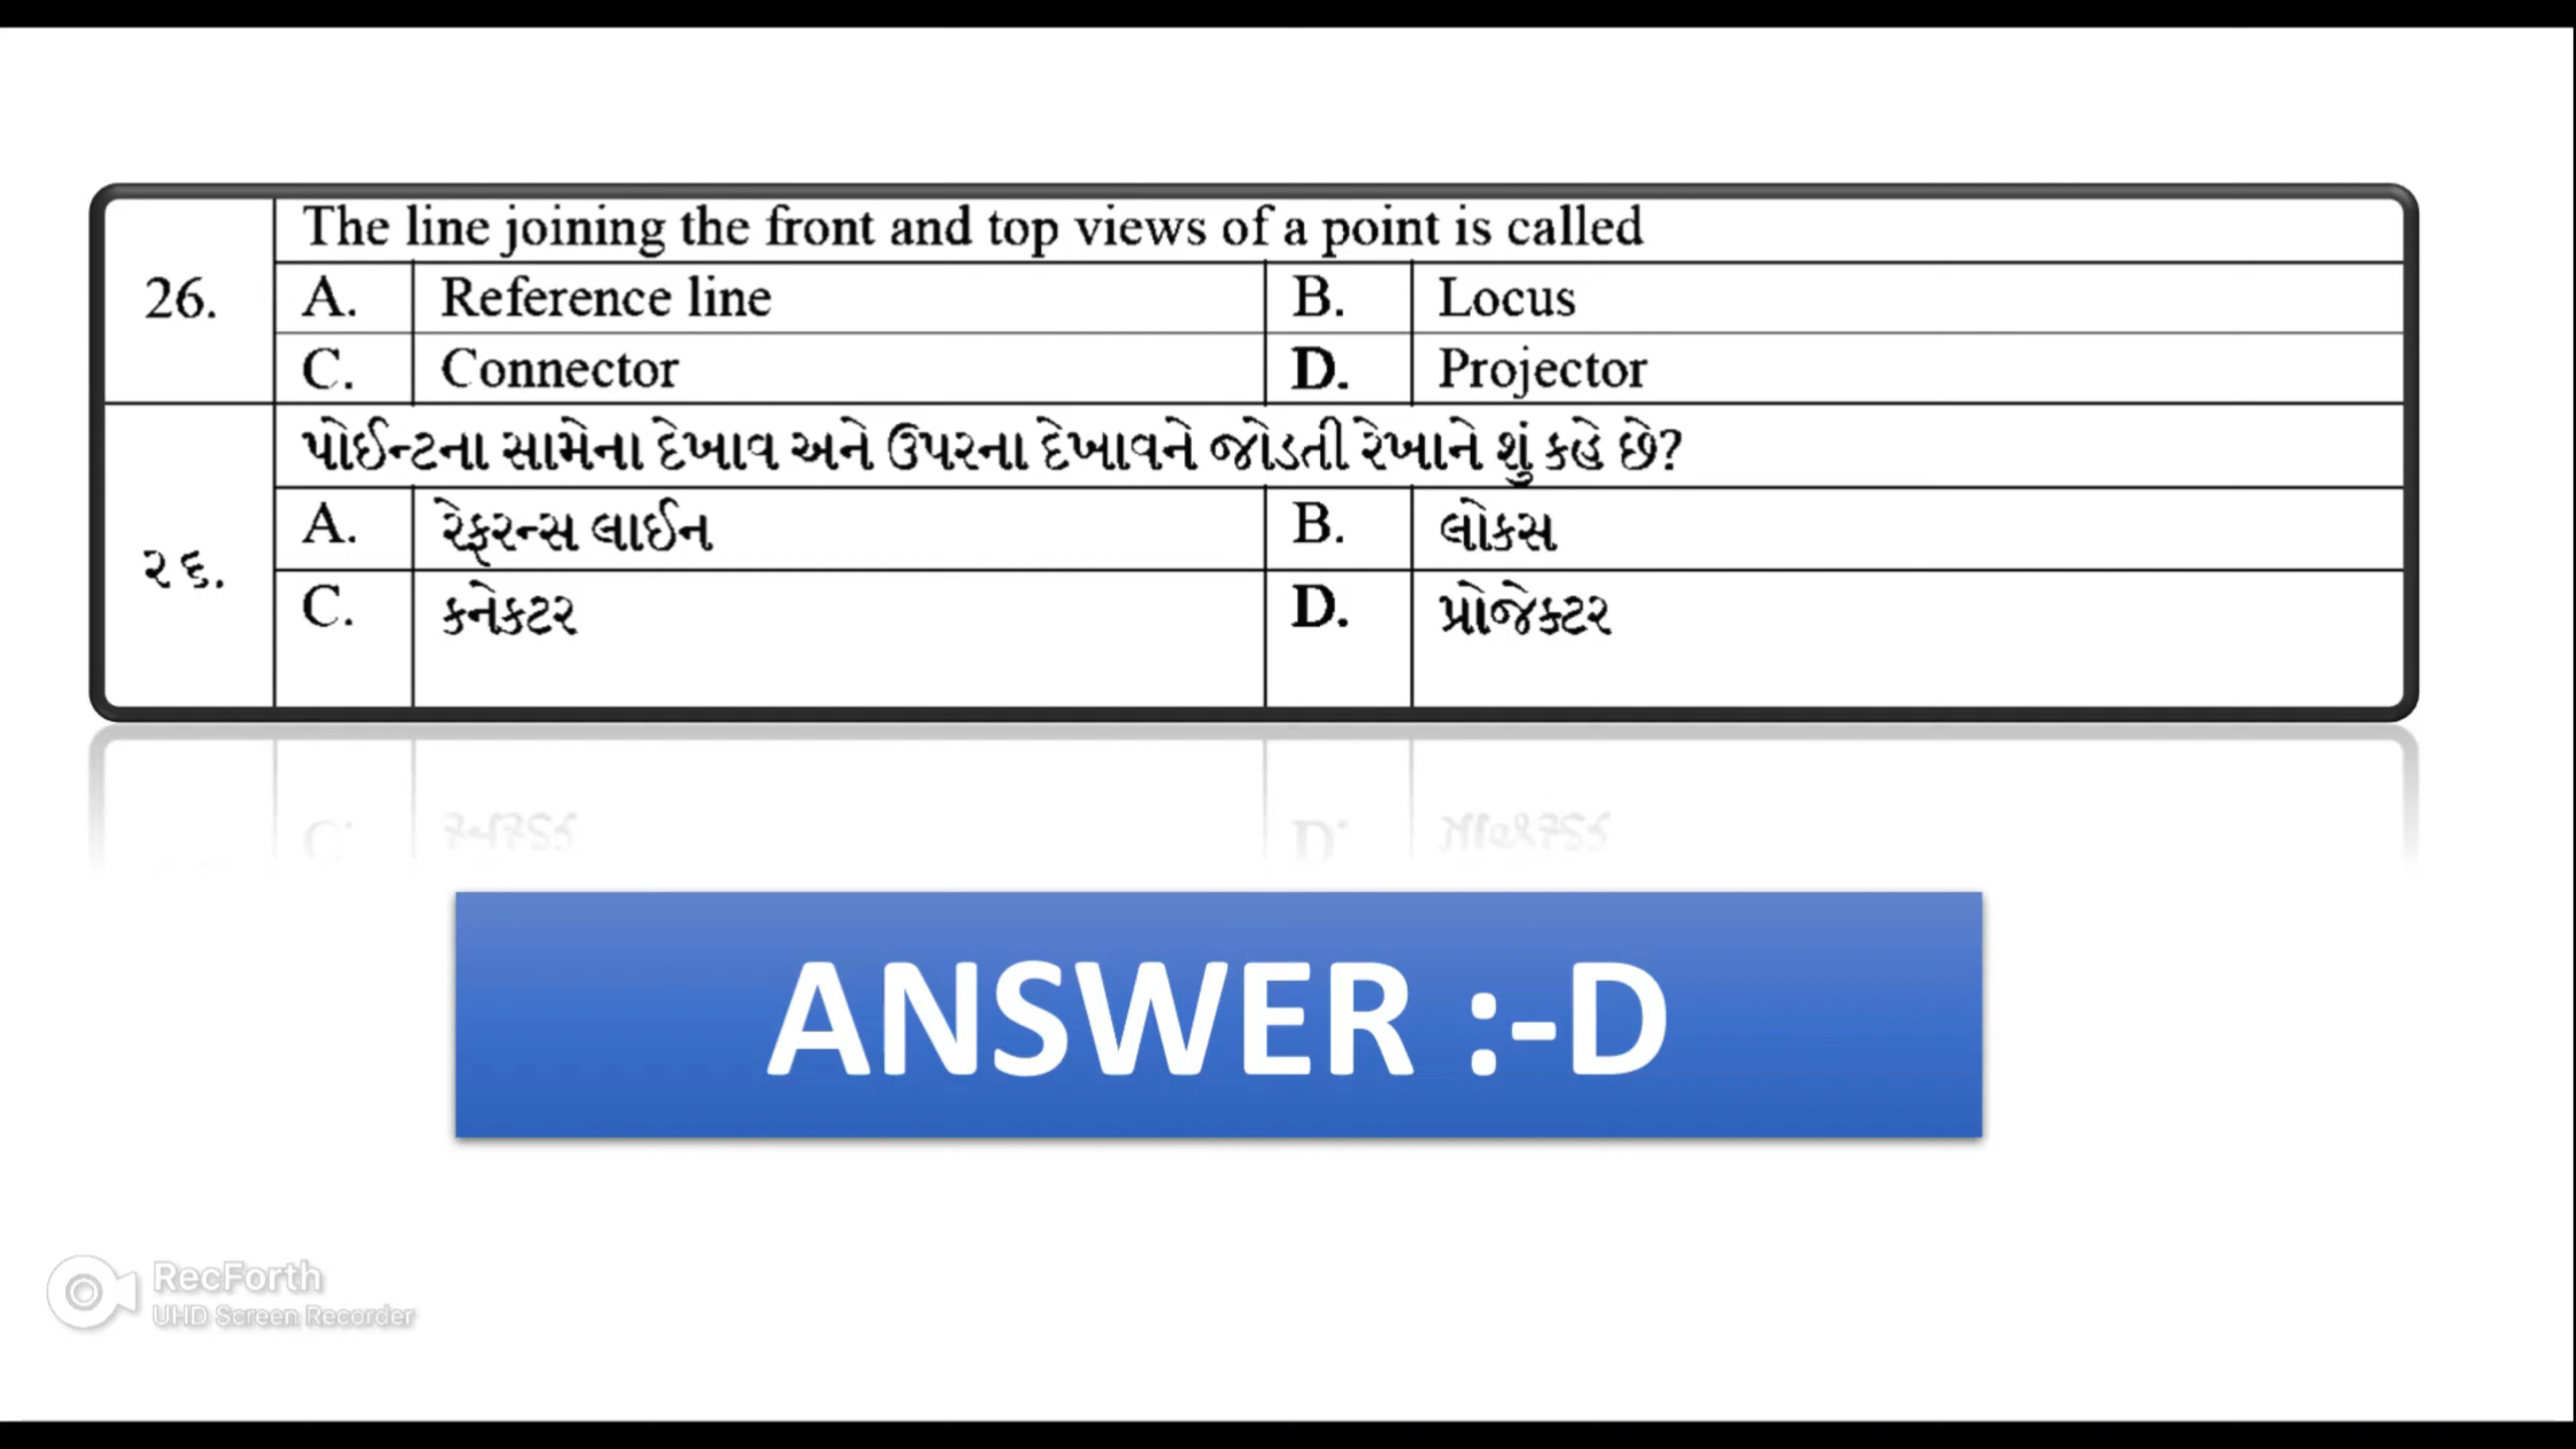 The line joining the front and top views of a point is called
26.
A. Reference line B. Locus
C. Connector D. Projector
પોઈન્ટના સામેના દેખાવ અને ઉપરના દેખાવને જોડતી રેખાને શું કહે છે?
૨૬.
A. રેફરન્સ લાઈન B. લોકસ
C. કનેકટર D. પ્રોજેક્ટર
ANSWER :-D
RecForth
UHD Screen Recorder